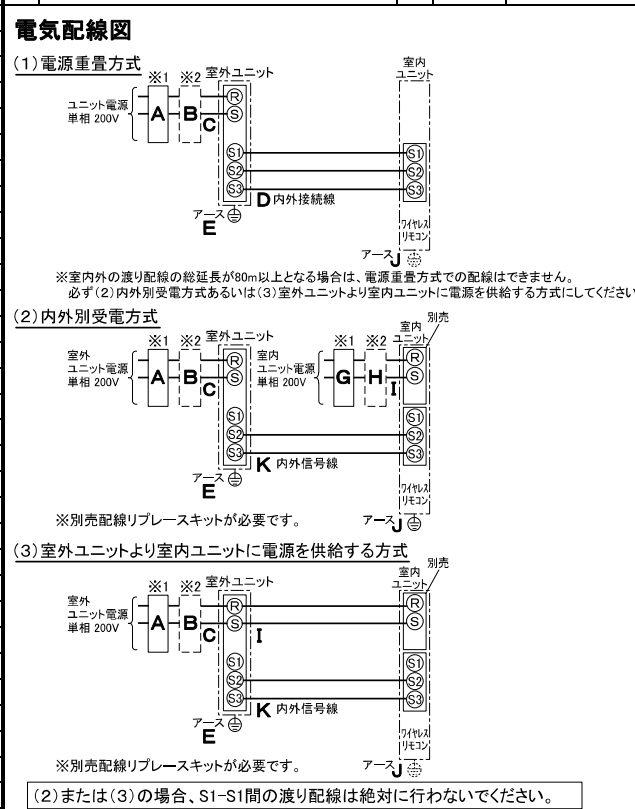 電気配線図
(1)電源重畳方式
※1 ※2 室外ユニット
室内
ユニット
ユニット電源
単相 200V
A B C
R
S
S1 S1
S2 S2
S3 S3
D 内外接続線
アース
E
ワイヤレス
リモコン
アース J
※室内外の渡り配線の総延長が80m以上となる場合は、電源重畳方式での配線はできません。
必ず(2)内外別受電方式あるいは(3)室外ユニットより室内ユニットに電源を供給する方式にしてください
(2)内外別受電方式
別売
※1 ※2 室外ユニット ※1 ※2
室内
ユニット
室外
ユニット電源
単相 200V
A B C
R
S
室内
ユニット電源
単相 200V
G H I
R
S
S1 S1
S2 S2
S3 S3
K 内外信号線
アース
E
ワイヤレス
リモコン
アース J
※別売配線リプレースキットが必要です。
(3)室外ユニットより室内ユニットに電源を供給する方式
別売
※1 ※2 室外ユニット
室内
ユニット
室外
ユニット電源
単相 200V
A B C
R R
S I S
S1 S1
S2 S2
S3 S3
K 内外信号線
アース
E
ワイヤレス
リモコン
アース J
※別売配線リプレースキットが必要です。
(2)または(3)の場合、S1-S1間の渡り配線は絶対に行わないでください。